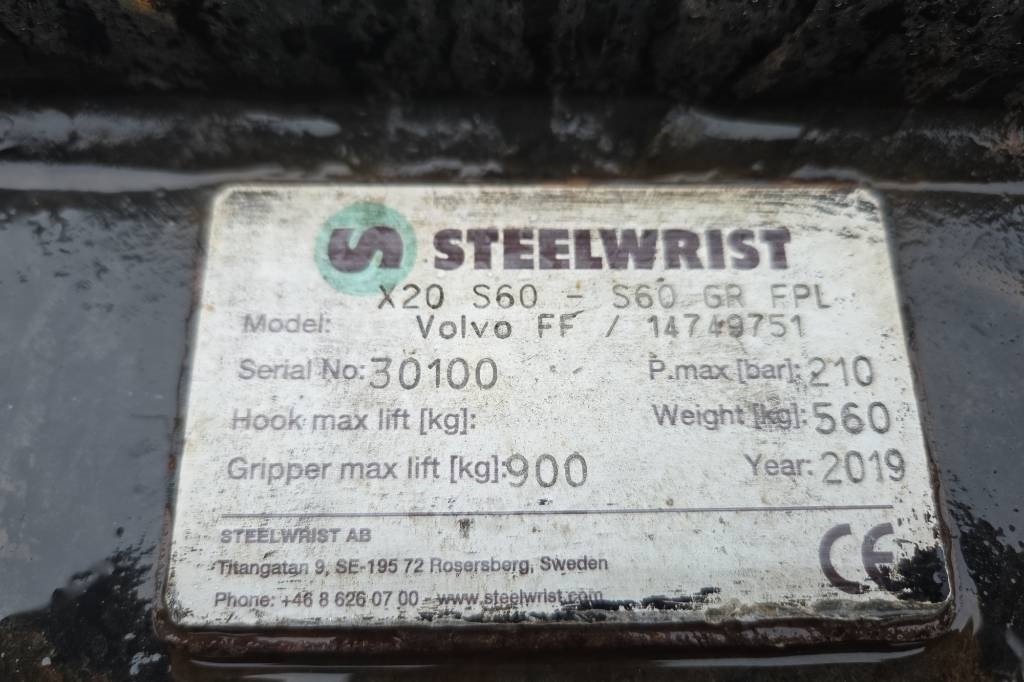 STEELWRIST
X20 S60 - S60 GR FPL
Model: Volvo FF / 14749751
Serial No: 30100 P.max [bar]: 210
Hook max lift [kg]: Weight [kg]: 560
Gripper max lift [kg]: 900 Year: 2019
STEELWRIST AB
Titangatan 9, SE-195 72 Rosersberg, Sweden
Phone: +46 8 626 07 00 - www.steelwrist.com
CE